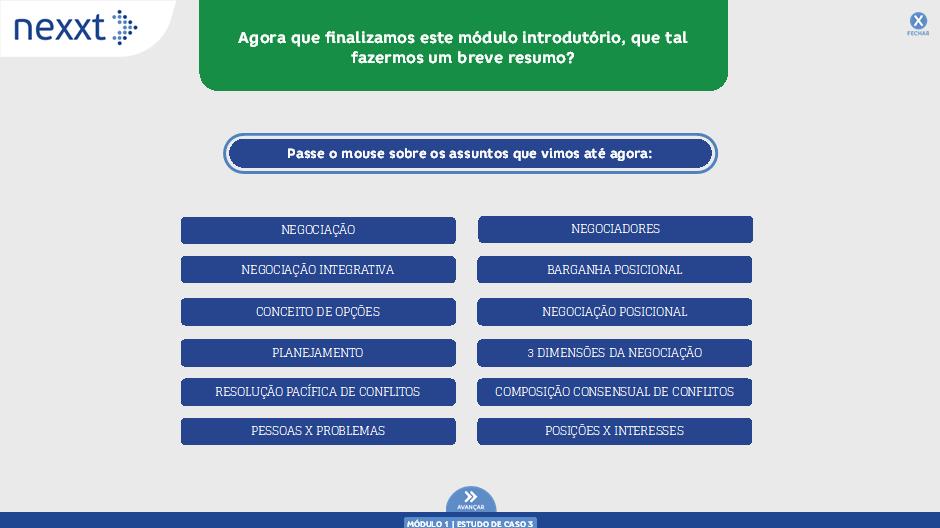 nexxt
Agora que finalizamos este módulo introdutório, que tal
fazermos um breve resumo?
X
FECHAR
Passe o mouse sobre os assuntos que vimos até agora:
NEGOCIAÇÃO
NEGOCIADORES
NEGOCIAÇÃO INTEGRATIVA
BARGANHA POSICIONAL
CONCEITO DE OPÇÕES
NEGOCIAÇÃO POSICIONAL
PLANEJAMENTO
3 DIMENSÕES DA NEGOCIAÇÃO
RESOLUÇÃO PACÍFICA DE CONFLITOS
COMPOSIÇÃO CONSENSUAL DE CONFLITOS
PESSOAS X PROBLEMAS
POSIÇÕES X INTERESSES
AVANÇAR
MÓDULO 1 | ESTUDO DE CASO 3